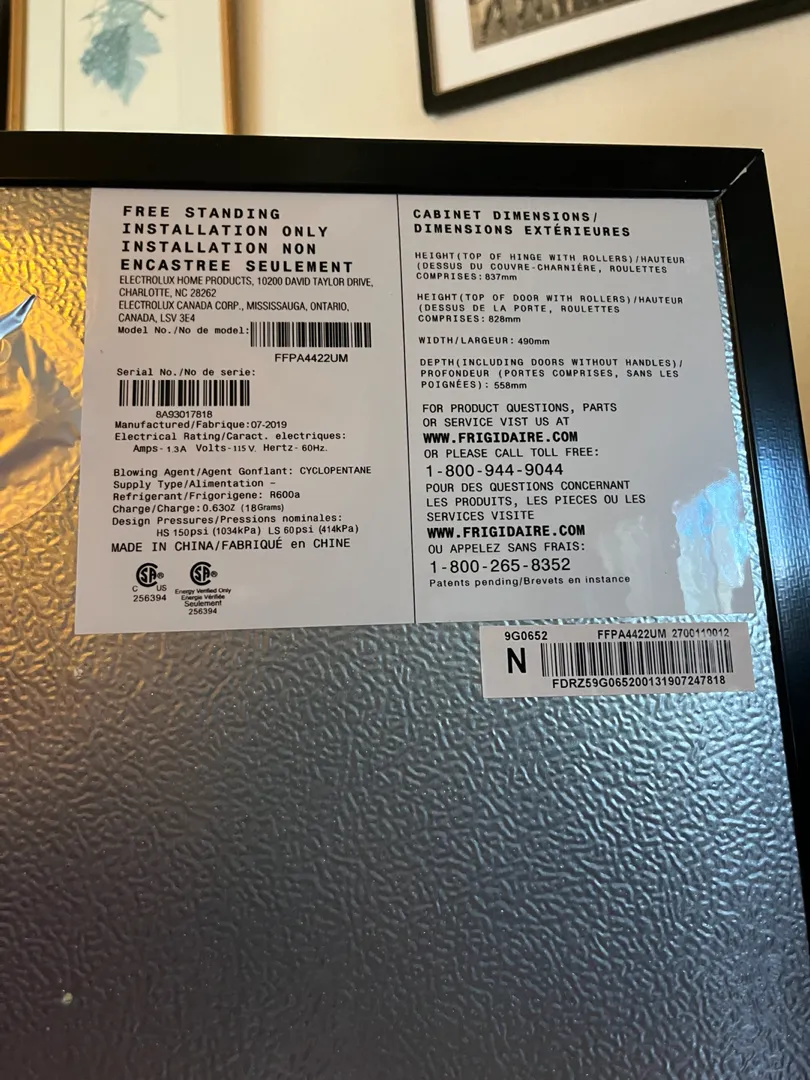 FREE STANDING
INSTALLATION ONLY
INSTALLATION NON
ENCASTREE SEULEMENT
ELECTROLUX HOME PRODUCTS, 10200 DAVID TAYLOR DRIVE,
CHARLOTTE, NC 28262
ELECTROLUX CANADA CORP., MISSISSAUGA, ONTARIO,
CANADA, L5V 3E4
Model No./No de model:
FFPA4422UM
Serial No./No de serie:
8A93017818
Manufactured/Fabrique:07-2019
Electrical Rating/Caract. electriques:
Amps- 1.3A Volts-115 V. Hertz- 60Hz.
Blowing Agent/Agent Gonflant: CYCLOPENTANE
Supply Type/Alimentation –
Refrigerant/Frigorigene: R600a
Charge/Charge: 0.63OZ (18Grams)
Design Pressures/Pressions nominales:
HS 150psi (1034kPa) LS 60psi (414kPa)
MADE IN CHINA/FABRIQUÉ en CHINE
SA®
C US
256394
SA®
Energy Verified Only
Energie Vérifiée
Seulement
256394
CABINET DIMENSIONS/
DIMENSIONS EXTÉRIEURES
HEIGHT(TOP OF HINGE WITH ROLLERS)/HAUTEUR
(DESSUS DU COUVRE-CHARNIÉRE, ROULETTES
COMPRISES: 837mm
HEIGHT(TOP OF DOOR WITH ROLLERS)/HAUTEUR
(DESSUS DE LA PORTE, ROULETTES
COMPRISES: 828mm
WIDTH/LARGEUR: 490mm
DEPTH(INCLUDING DOORS WITHOUT HANDLES)/
PROFONDEUR (PORTES COMPRISES, SANS LES
POIGNÉES): 558mm
FOR PRODUCT QUESTIONS, PARTS
OR SERVICE VIST US AT
WWW.FRIGIDAIRE.COM
OR PLEASE CALL TOLL FREE:
1-800-944-9044
POUR DES QUESTIONS CONCERNANT
LES PRODUITS, LES PIECES OU LES
SERVICES VISITE
WWW.FRIGIDAIRE.COM
OU APPELEZ SANS FRAIS:
1-800-265-8352
Patents pending/Brevets en instance
9G0652 FFPA4422UM 2700110012
N
FDRZ59G065200131907247818